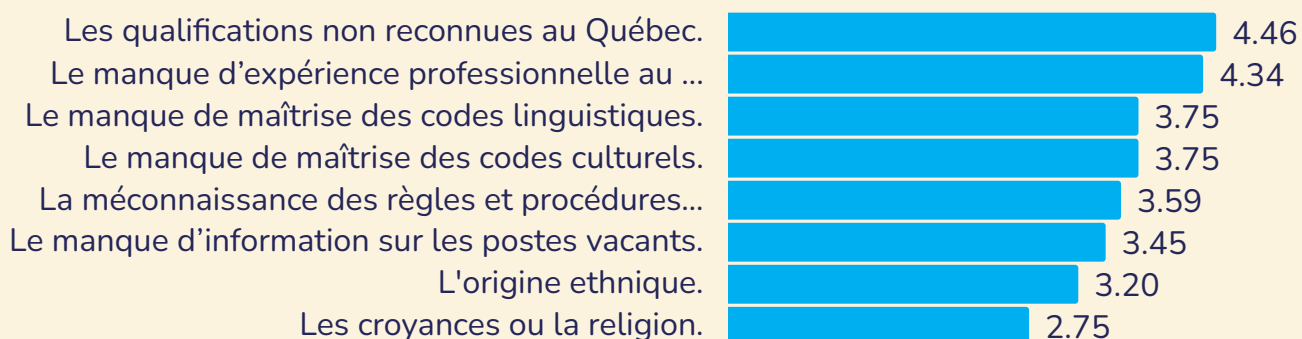 Les qualifications non reconnues au Québec. 4.46
Le manque d’expérience professionnelle au ... 4.34
Le manque de maîtrise des codes linguistiques. 3.75
Le manque de maîtrise des codes culturels. 3.75
La méconnaissance des règles et procédures... 3.59
Le manque d’information sur les postes vacants. 3.45
L'origine ethnique. 3.20
Les croyances ou la religion. 2.75